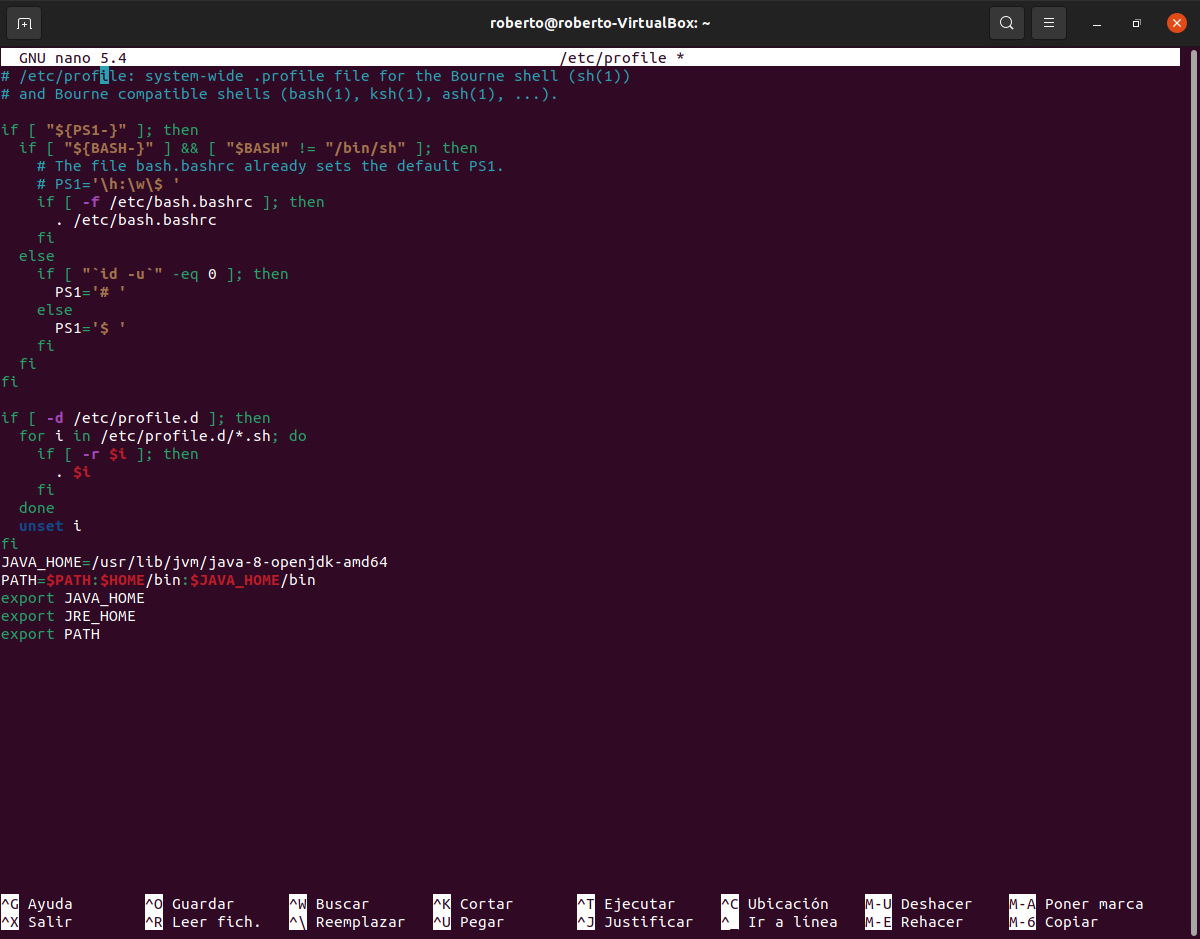 roberto@roberto-VirtualBox: ~
GNU nano 5.4 /etc/profile *
# /etc/profile: system-wide .profile file for the Bourne shell (sh(1))
# and Bourne compatible shells (bash(1), ksh(1), ash(1), ...).
if [ "${PS1-}" ]; then
  if [ "${BASH-}" ] && [ "$BASH" != "/bin/sh" ]; then
    # The file bash.bashrc already sets the default PS1.
    # PS1='\h:\w\$ '
    if [ -f /etc/bash.bashrc ]; then
      . /etc/bash.bashrc
    fi
  else
    if [ "`id -u`" -eq 0 ]; then
      PS1='# '
    else
      PS1='$ '
    fi
  fi
fi
if [ -d /etc/profile.d ]; then
  for i in /etc/profile.d/*.sh; do
    if [ -r $i ]; then
      . $i
    fi
  done
  unset i
fi
JAVA_HOME=/usr/lib/jvm/java-8-openjdk-amd64
PATH=$PATH:$HOME/bin:$JAVA_HOME/bin
export JAVA_HOME
export JRE_HOME
export PATH
^G Ayuda ^O Guardar ^W Buscar ^K Cortar ^T Ejecutar ^C Ubicación M-U Deshacer M-A Poner marca
^X Salir ^R Leer fich. ^\ Reemplazar ^U Pegar ^J Justificar ^_ Ir a línea M-E Rehacer M-6 Copiar